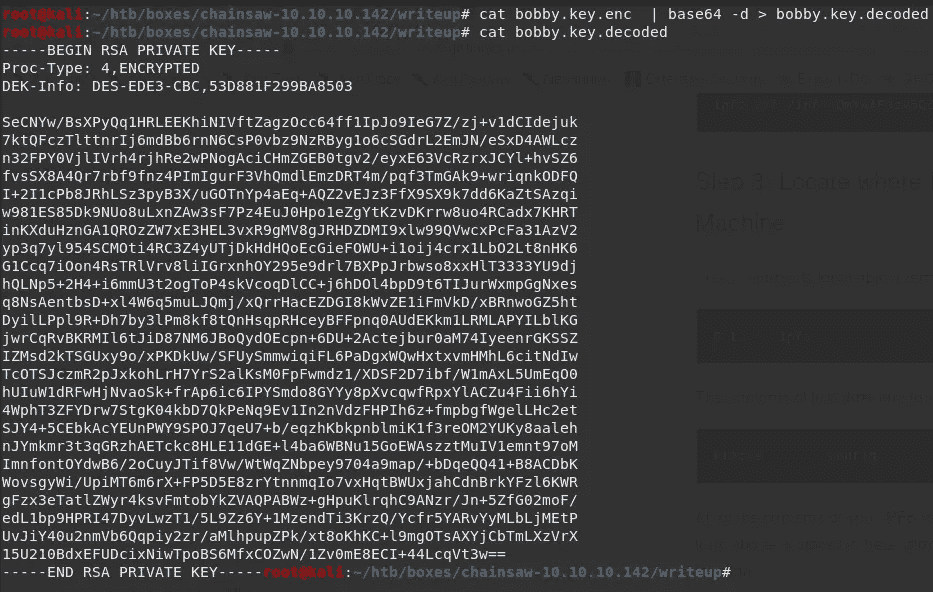 root@kali:~/htb/boxes/chainsaw-10.10.10.142/writeup# cat bobby.key.enc  | base64 -d > bobby.key.decoded
root@kali:~/htb/boxes/chainsaw-10.10.10.142/writeup# cat bobby.key.decoded
-----BEGIN RSA PRIVATE KEY-----
Proc-Type: 4,ENCRYPTED
DEK-Info: DES-EDE3-CBC,53D881F299BA8503

SeCNYw/BsXPyQq1HRLEEKhiNIVftZagzOcc64ff1IpJo9IeG7Z/zj+v1dCIdejuk
7ktQFczTlttnrIj6mdBb6rnN6CsP0vbz9NzRByg1o6cSGdrL2EmJN/eSxD4AWLcz
n32FPY0VjlIVrh4rjhRe2wPNogAciCHmZGEB0tgv2/eyxE63VcRzrxJCYl+hvSZ6
fvsSX8A4Qr7rbf9fnz4PImIgurF3VhQmdlEmzDRT4m/pqf3TmGAk9+wriqnkODFQ
I+2I1cPb8JRhLSz3pyB3X/uGOTnYp4aEq+AQZ2vEJz3FfX9SX9k7dd6KaZtSAzqi
w981ES85Dk9NUo8uLxnZAw3sF7Pz4EuJ0Hpo1eZgYtKzvDKrrw8uo4RCadx7KHRT
inKXduHznGA1QROzZW7xE3HEL3vxR9gMV8gJRHDZDMI9xlw99QVwcxPcFa31AzV2
yp3q7yl954SCMOti4RC3Z4yUTjDkHdHQoEcGieFOWU+i1oij4crx1LbO2Lt8nHK6
G1Ccq7iOon4RsTRlVrv8liIGrxnhOY295e9drl7BXPpJrbwso8xxHlT3333YU9dj
hQLNp5+2H4+i6mmU3t2ogToP4skVcoqDlCC+j6hDOl4bpD9t6TIJurWxmpGgNxes
q8NsAentbsD+xl4W6q5muLJQmj/xQrrHacEZDGI8kWvZE1iFmVkD/xBRnwoGZ5ht
DyilLPpl9R+Dh7by3lPm8kf8tQnHsqpRHceyBFFpnq0AUdEKkm1LRMLAPYILblKG
jwrCqRvBKRMIl6tJiD87NM6JBoQydOEcpn+6DU+2Actejbur0aM74IyeenrGKSSZ
IZMsd2kTSGUxy9o/xPKDkUw/SFUySmmwiqiFL6PaDgxWQwHxtxvmHMhL6citNdIw
TcOTSJczmR2pJxkohLrH7YrS2alKsM0FpFwmdz1/XDSF2D7ibf/W1mAxL5UmEqO0
hUIuW1dRFwHjNvaoSk+frAp6ic6IPYSmdo8GYYy8pXvcqwfRpxYlACZu4Fii6hYi
4WphT3ZFYDrw7StgK04kbD7QkPeNq9Ev1In2nVdzFHPIh6z+fmpbgfWgelLHc2et
SJY4+5CEbkAcYEUnPWY9SPOJ7qeU7+b/eqzhKbkpnblmiK1f3reOM2YUKy8aaleh
nJYmkmr3t3qGRzhAETckc8HLE11dGE+l4ba6WBNu15GoEWAszztMuIV1emnt97oM
ImnfontOYdwB6/2oCuyJTif8Vw/WtWqZNbpey9704a9map/+bDqeQQ41+B8ACDbK
WovsgyWi/UpiMT6m6rX+FP5D5E8zrYtnnmqIo7vxHqtBWUxjahCdnBrkYFzl6KWR
gFzx3eTatlZWyr4ksvFmtobYkZVAQPABWz+gHpuKlrqhC9ANzr/Jn+5ZfG02moF/
edL1bp9HPRI47DyvLwzT1/5L9Zz6Y+1MzendTi3KrzQ/Ycfr5YARvYyMLbLjMEtP
UvJiY40u2nmVb6Qqpiy2zr/aMlhpupZPk/xt8oKhKC+l9mgOTsAXYjCbTmLXzVrX
15U210BdxEFUDcixNiwTpoBS6MfxCOZwN/1Zv0mE8ECI+44LcqVt3w==
-----END RSA PRIVATE KEY-----root@kali:~/htb/boxes/chainsaw-10.10.10.142/writeup#